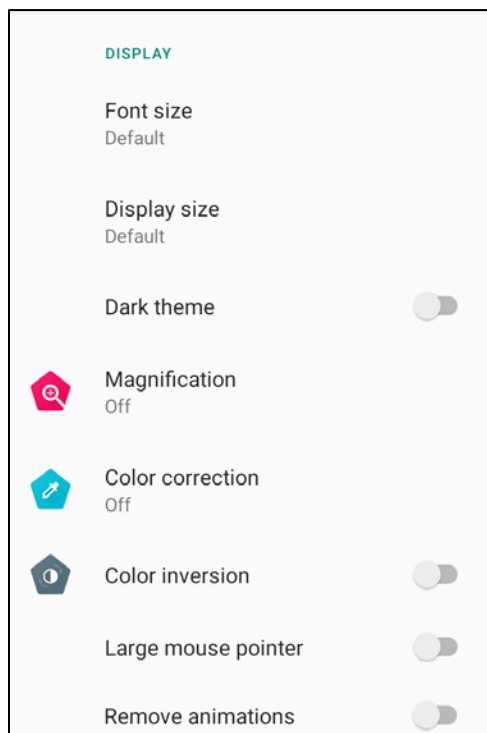 DISPLAY
Font size
Default
Display size
Default
Dark theme
Magnification
Off
Color correction
Off
Color inversion
Large mouse pointer
Remove animations